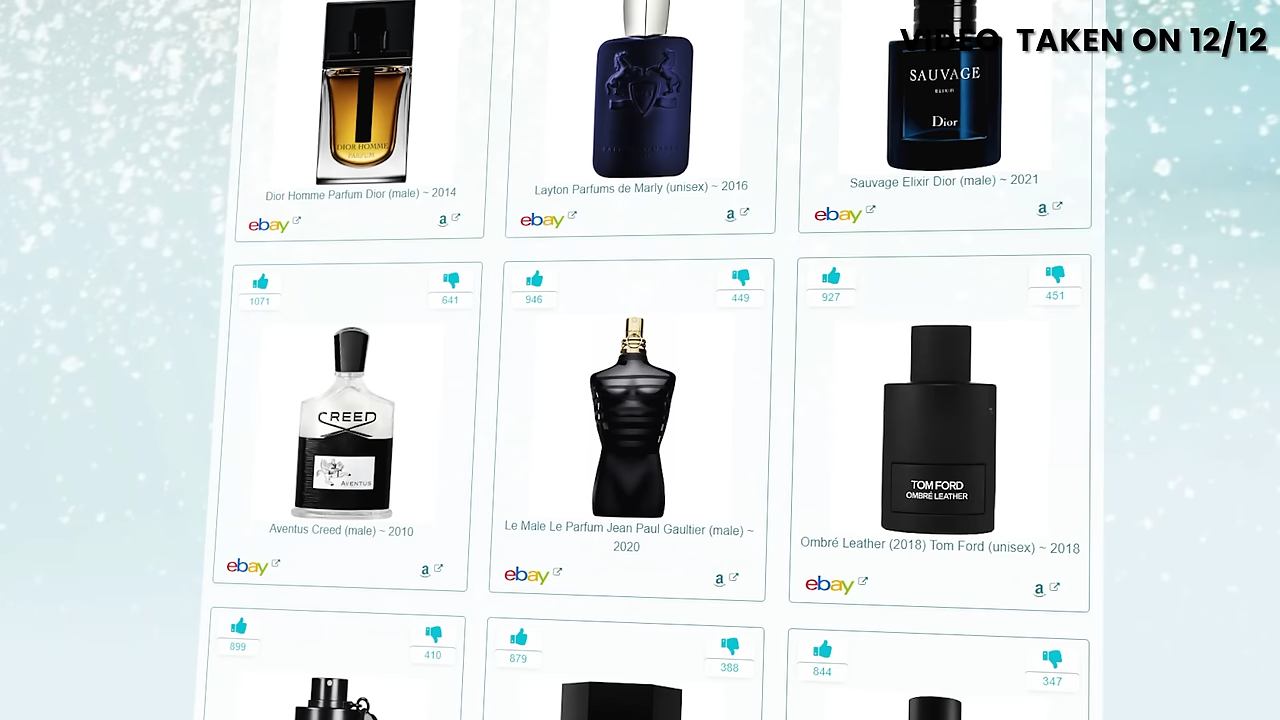 VIDEO TAKEN ON 12/12
DIOR HOMME
PARFUM
SAUVAGE
ELIXIR
Dior
Dior Homme Parfum Dior (male) ~ 2014
Layton Parfums de Marly (unisex) ~ 2016
Sauvage Elixir Dior (male) ~ 2021
ebay a
ebay a
ebay a
1071 641
946 449
927 451
CREED
AVENTUS
TOM FORD
OMBRÉ LEATHER
Aventus Creed (male) ~ 2010
Le Male Le Parfum Jean Paul Gaultier (male) ~
2020
Ombré Leather (2018) Tom Ford (unisex) ~ 2018
ebay a
ebay a
ebay a
899 410
879 388
844 347